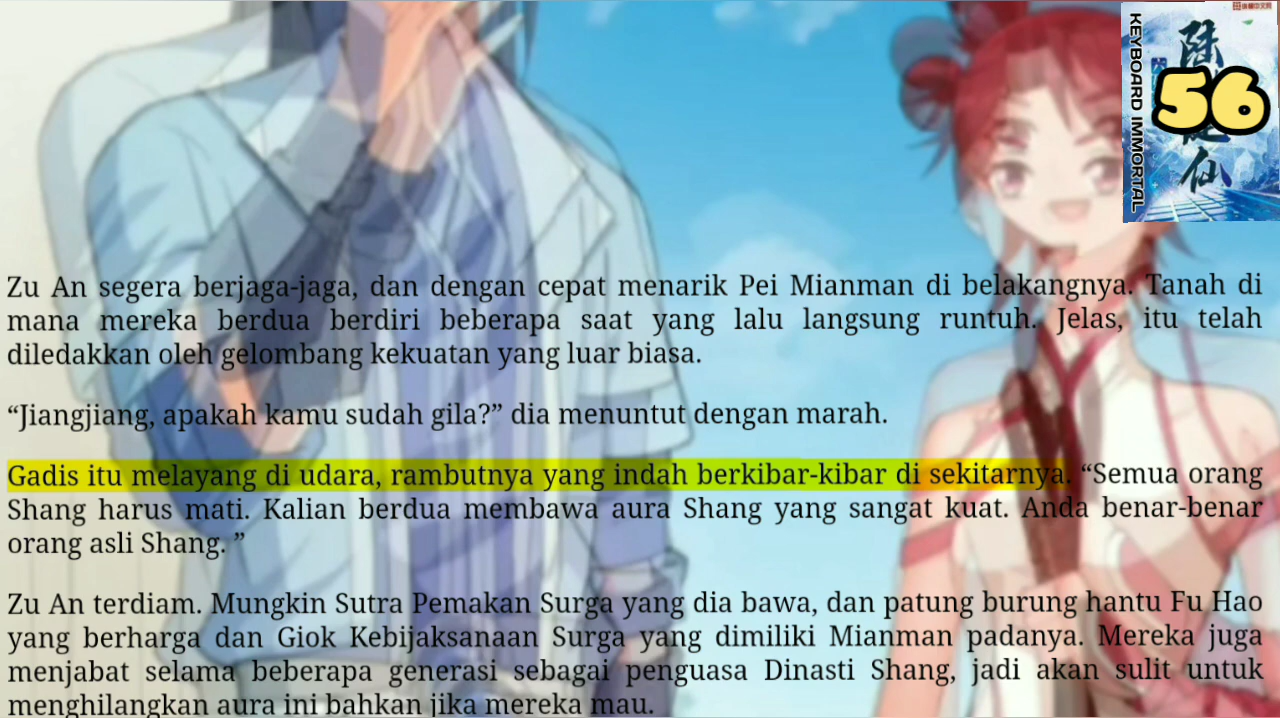 KEYBOARD IMMORTAL
56
仙
Zu An segera berjaga-jaga, dan dengan cepat menarik Pei Mianman di belakangnya. Tanah di
mana mereka berdua berdiri beberapa saat yang lalu langsung runtuh. Jelas, itu telah
diledakkan oleh gelombang kekuatan yang luar biasa.
“Jiangjiang, apakah kamu sudah gila?” dia menuntut dengan marah.
Gadis itu melayang di udara, rambutnya yang indah berkibar-kibar di sekitarnya. “Semua orang
Shang harus mati. Kalian berdua membawa aura Shang yang sangat kuat. Anda benar-benar
orang asli Shang. ”
Zu An terdiam. Mungkin Sutra Pemakan Surga yang dia bawa, dan patung burung hantu Fu Hao
yang berharga dan Giok Kebijaksanaan Surga yang dimiliki Mianman padanya. Mereka juga
menjabat selama beberapa generasi sebagai penguasa Dinasti Shang, jadi akan sulit untuk
menghilangkan aura ini bahkan jika mereka mau.